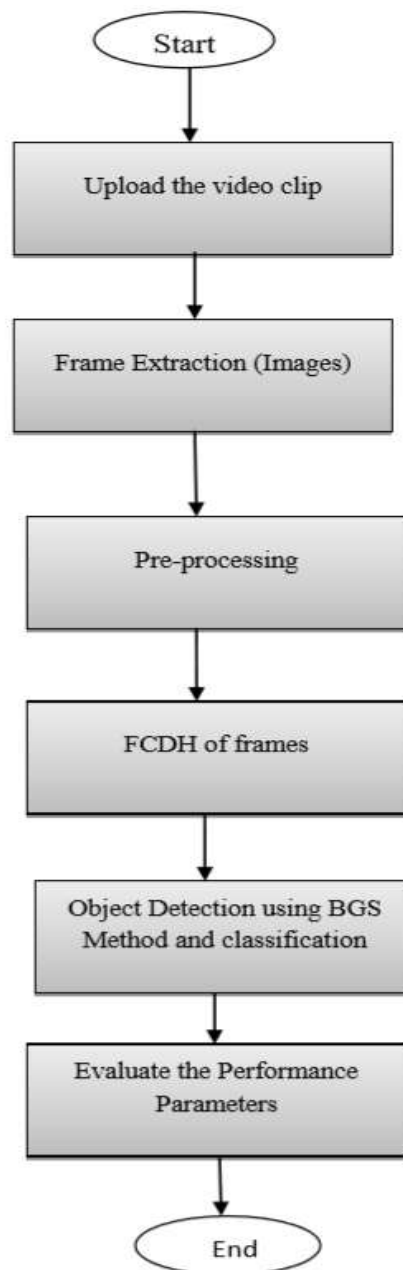 Start
Upload the video clip
Frame Extraction (Images)
Pre-processing
FCDH of frames
Object Detection using BGS
Method and classification
Evaluate the Performance
Parameters
End